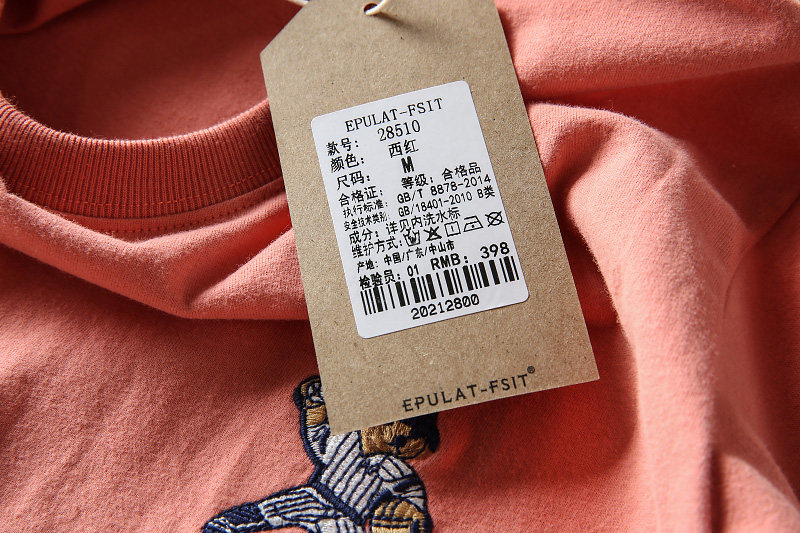 EPULAT-FSIT
款号: 28510
颜色: 西红
尺码: M
合格证: 等级: 合格品
执行标准: GB/T 8878-2014
安全技术类别: GB/18401-2010 B类
成分: 详见内洗水标
维护方式:
产地: 中国/广东/中山市
检验员: 01 RMB: 398
20212800
EPULAT-FSIT®